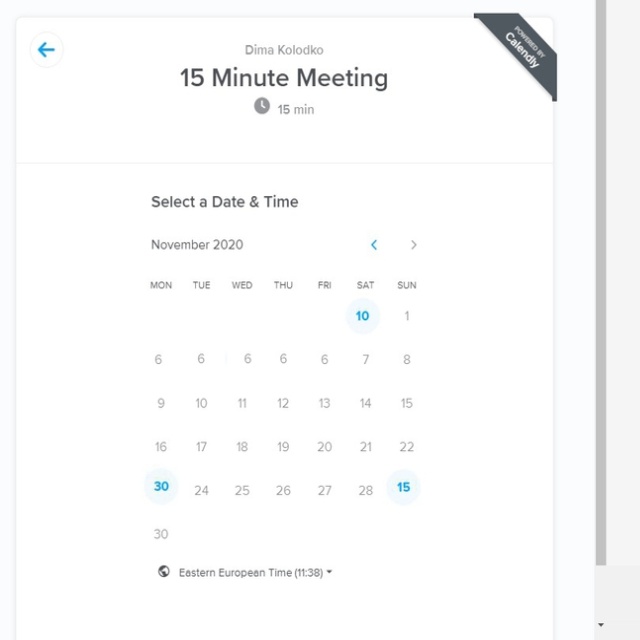 POWERED BY
Calendly
Dima Kolodko
15 Minute Meeting
15 min
Select a Date & Time
November 2020
MON TUE WED THU FRI SAT SUN
10 1
6 6 6 6 6 7 8
9 10 11 12 13 14 15
16 17 18 19 20 21 22
30 24 25 26 27 28 15
30
Eastern European Time (11:38)